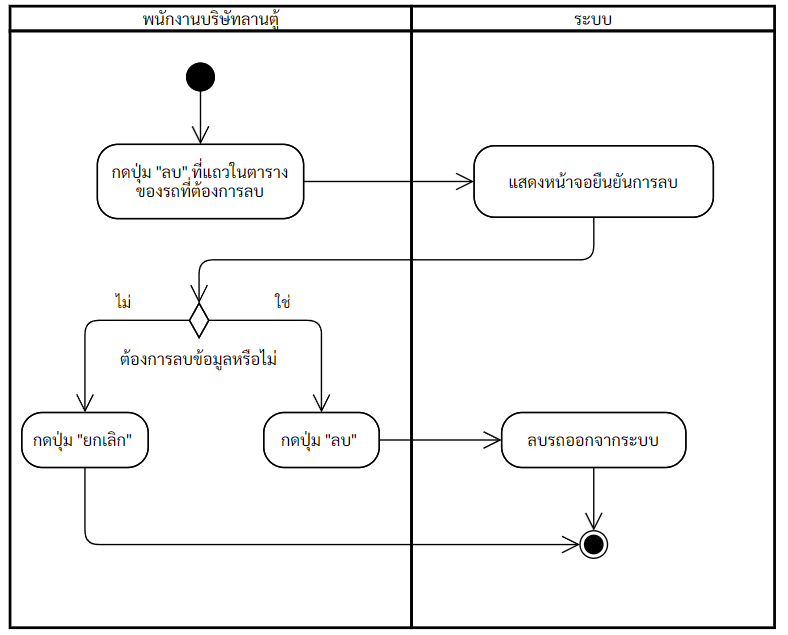 พนักงานบริษัทลานตู้
ระบบ
กดปุ่ม "ลบ" ที่แถวในตาราง
ของรถที่ต้องการลบ
แสดงหน้าจอยืนยันการลบ
ไม่
ใช่
ต้องการลบข้อมูลหรือไม่
กดปุ่ม "ยกเลิก"
กดปุ่ม "ลบ"
ลบรถออกจากระบบ